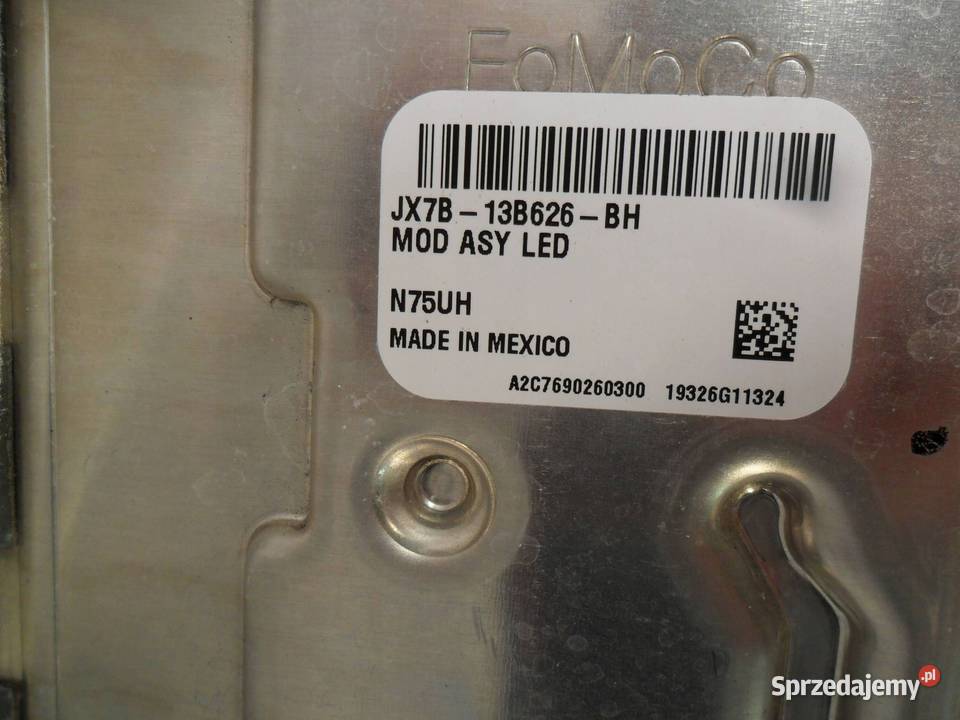 FoMoCo
JX7B-13B626-BH
MOD ASY LED
N75UH
MADE IN MEXICO
A2C7690260300 19326G11324
Sprzedajemy.pl